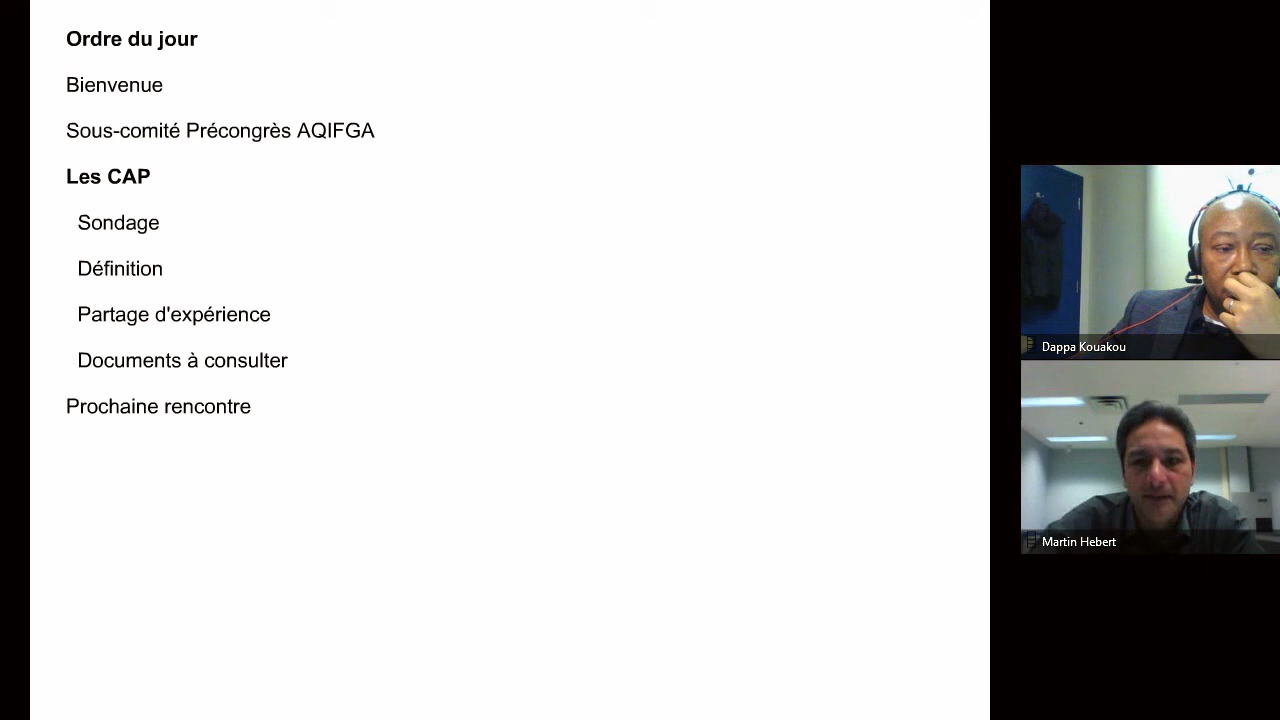 Ordre du jour
Bienvenue
Sous-comité Précongrès AQIFGA
Les CAP
Sondage
Définition
Partage d'expérience
Documents à consulter
Prochaine rencontre
Dappa Kouakou
Martin Hebert